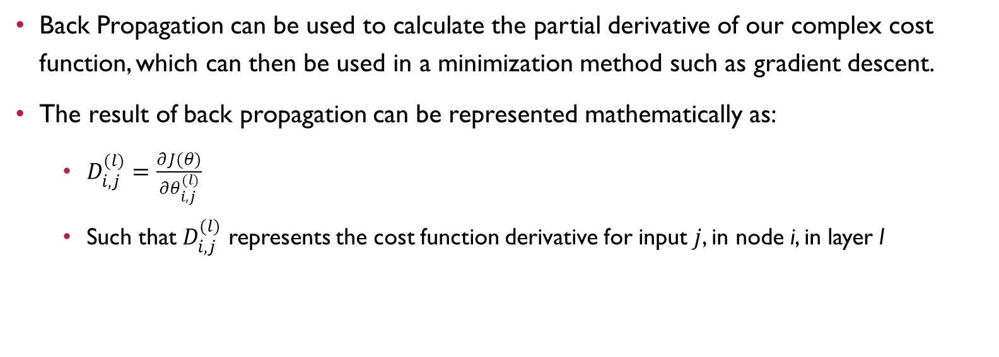 • Back Propagation can be used to calculate the partial derivative of our complex cost
function, which can then be used in a minimization method such as gradient descent.
• The result of back propagation can be represented mathematically as:
• $D_{i,j}^{(l)} = \frac{\partial J(\theta)}{\partial \theta_{i,j}^{(l)}}$
• Such that $D_{i,j}^{(l)}$ represents the cost function derivative for input j, in node i, in layer l